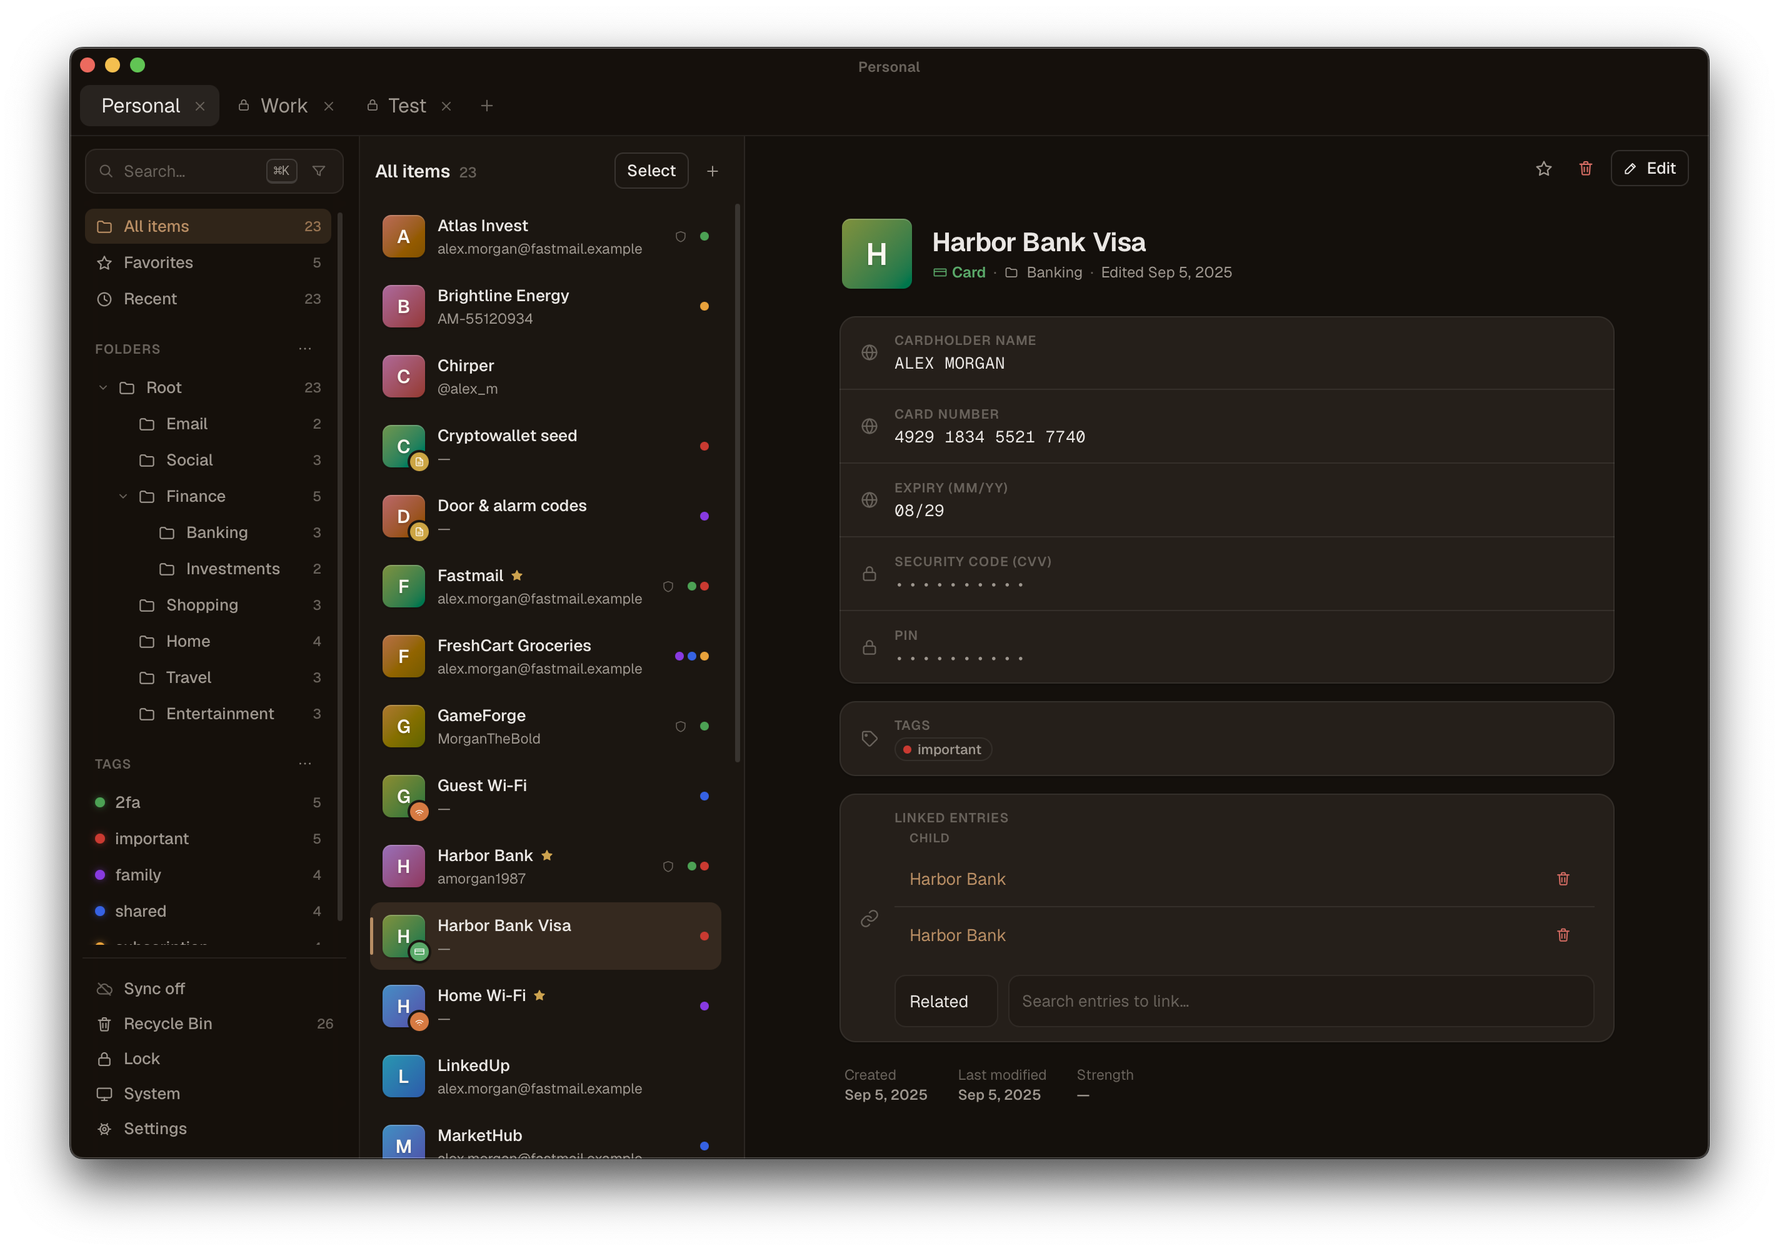 Personal
Personal
Work
Test
Search...
⌘K
All items 23
Favorites 5
Recent 23
FOLDERS
Root 23
Email 2
Social 3
Finance 5
Banking 3
Investments 2
Shopping 3
Home 4
Travel 3
Entertainment 3
TAGS
2fa 5
important 5
family 4
shared 4
subscription 4
Sync off
Recycle Bin 26
Lock
System
Settings
All items 23
Select
A
Atlas Invest
alex.morgan@fastmail.example
B
Brightline Energy
AM-55120934
C
Chirper
@alex_m
C
Cryptowallet seed
—
D
Door & alarm codes
—
F
Fastmail
alex.morgan@fastmail.example
F
FreshCart Groceries
alex.morgan@fastmail.example
G
GameForge
MorganTheBold
G
Guest Wi-Fi
—
H
Harbor Bank
amorgan1987
H
Harbor Bank Visa
—
H
Home Wi-Fi
—
L
LinkedUp
alex.morgan@fastmail.example
M
MarketHub
alex.morgan@fastmail.example
Edit
H
Harbor Bank Visa
Card · Banking · Edited Sep 5, 2025
CARDHOLDER NAME
ALEX MORGAN
CARD NUMBER
4929 1834 5521 7740
EXPIRY (MM/YY)
08/29
SECURITY CODE (CVV)
••••••••••
PIN
••••••••••
TAGS
important
LINKED ENTRIES
CHILD
Harbor Bank
Harbor Bank
Related
Search entries to link...
Created
Sep 5, 2025
Last modified
Sep 5, 2025
Strength
—